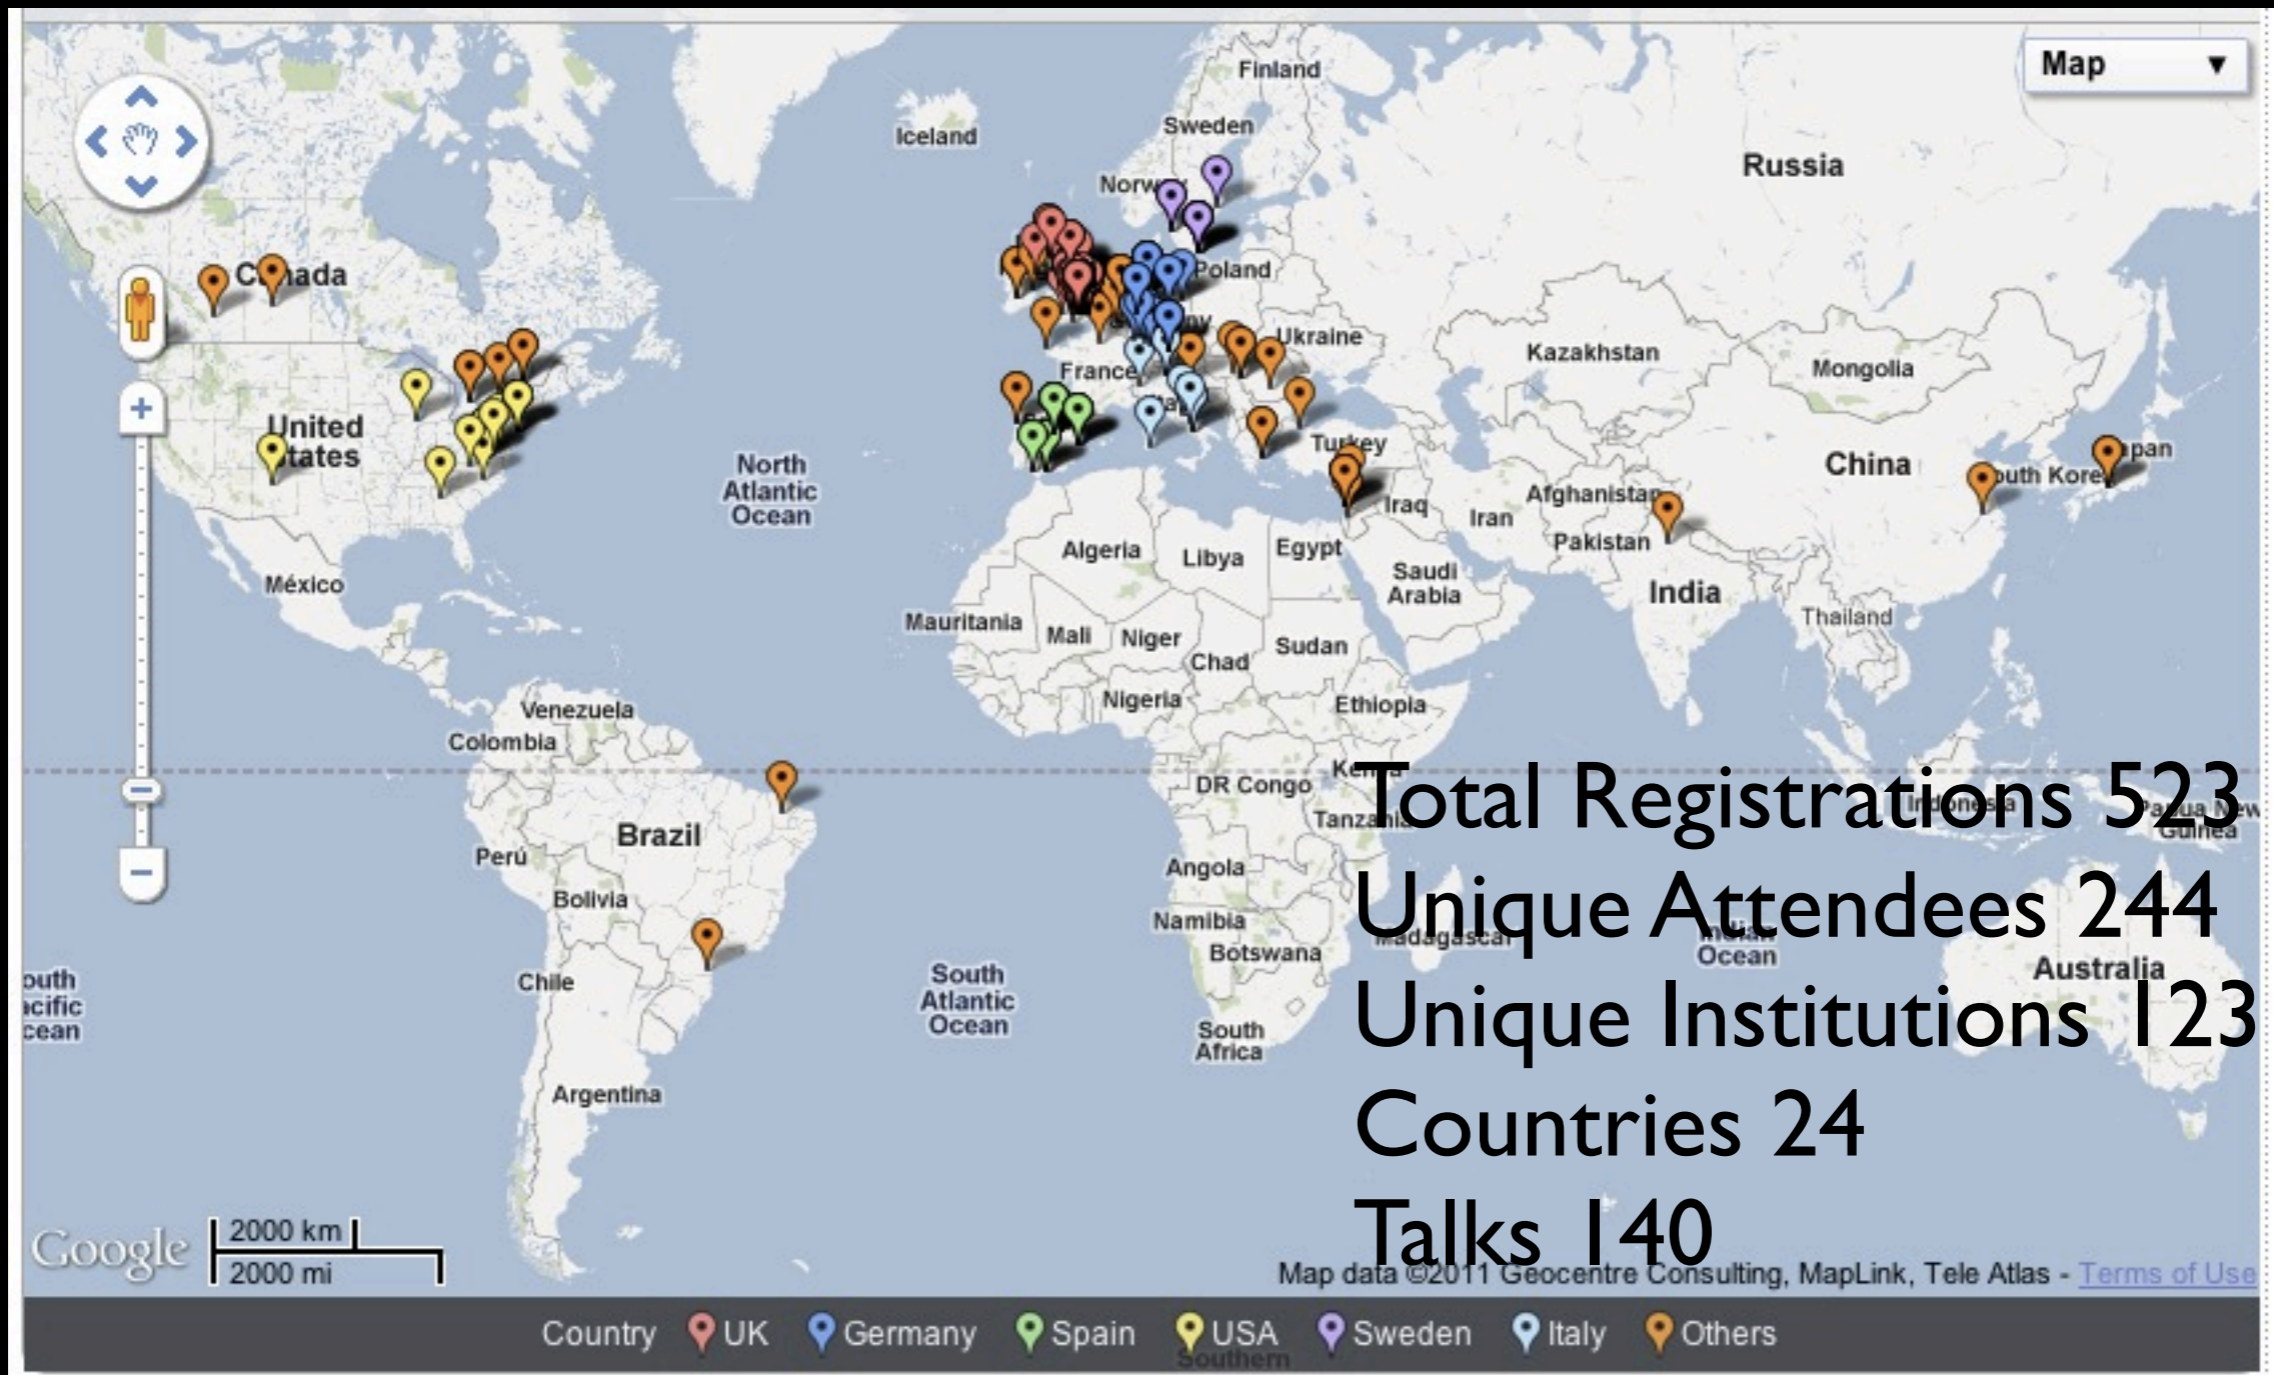 Map
Finland
Sweden
Iceland
Russia
Poland
Canada
Ukraine
Kazakhstan
France
Mongolia
United
States
Turkey
China
North
Atlantic
Ocean
Afghanistan
Iraq
Iran
Pakistan
Algeria
Libya
Egypt
México
Saudi
Arabia
India
Thailand
Mauritania
Mali
Niger
Sudan
Chad
Nigeria
Ethiopia
Venezuela
Colombia
DR Congo
Total Registrations 523
Brazil
Perú
Angola
Bolivia
Unique Attendees 244
Namibia
Botswana
Ocean
Australia
Chile
South
Atlantic
Ocean
Unique Institutions 123
South
Africa
Argentina
Countries 24
Talks 140
Google
2000 km
2000 mi
Map data ©2011 Geocentre Consulting, MapLink, Tele Atlas - Terms of Use
Country UK Germany Spain USA Sweden Italy Others
Southern